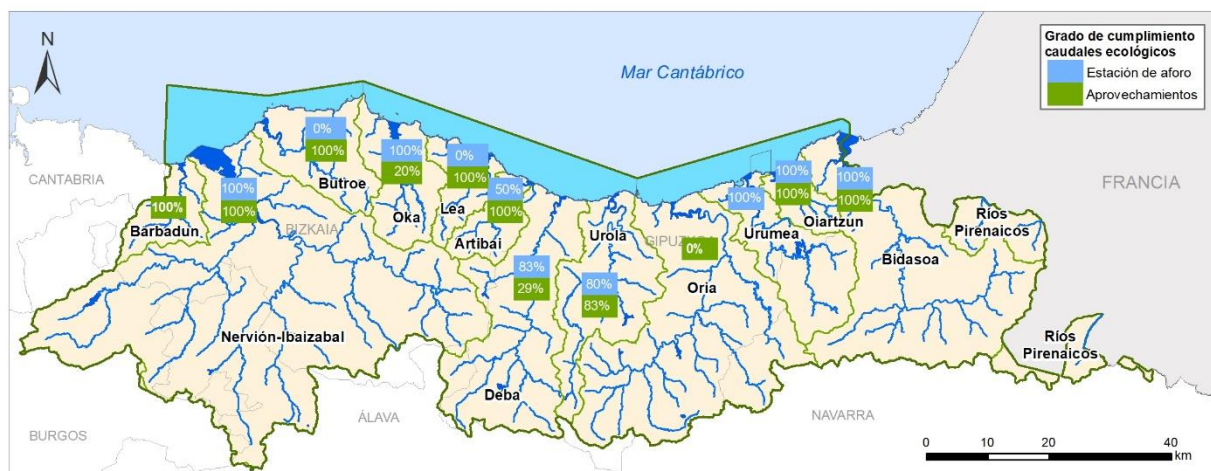 N
Mar Cantábrico
Grado de cumplimiento
caudales ecológicos
Estación de aforo
Aprovechamientos
CANTABRIA
FRANCIA
0%
100%
100%
20%
0%
100%
50%
100%
100%
100%
100%
Barbadun
100%
100%
100%
100%
100%
Butroe
Oka
Lea
Artibai
BIZKAIA
Urola
GIPUZKOA
Urumea
Oiartzun
Bidasoa
Ríos
Pirenaicos
83%
29%
80%
83%
0%
Oria
Nervión-Ibaizabal
Deba
Ríos
Pirenaicos
BURGOS
ÁLAVA
NAVARRA
0 10 20 40
km